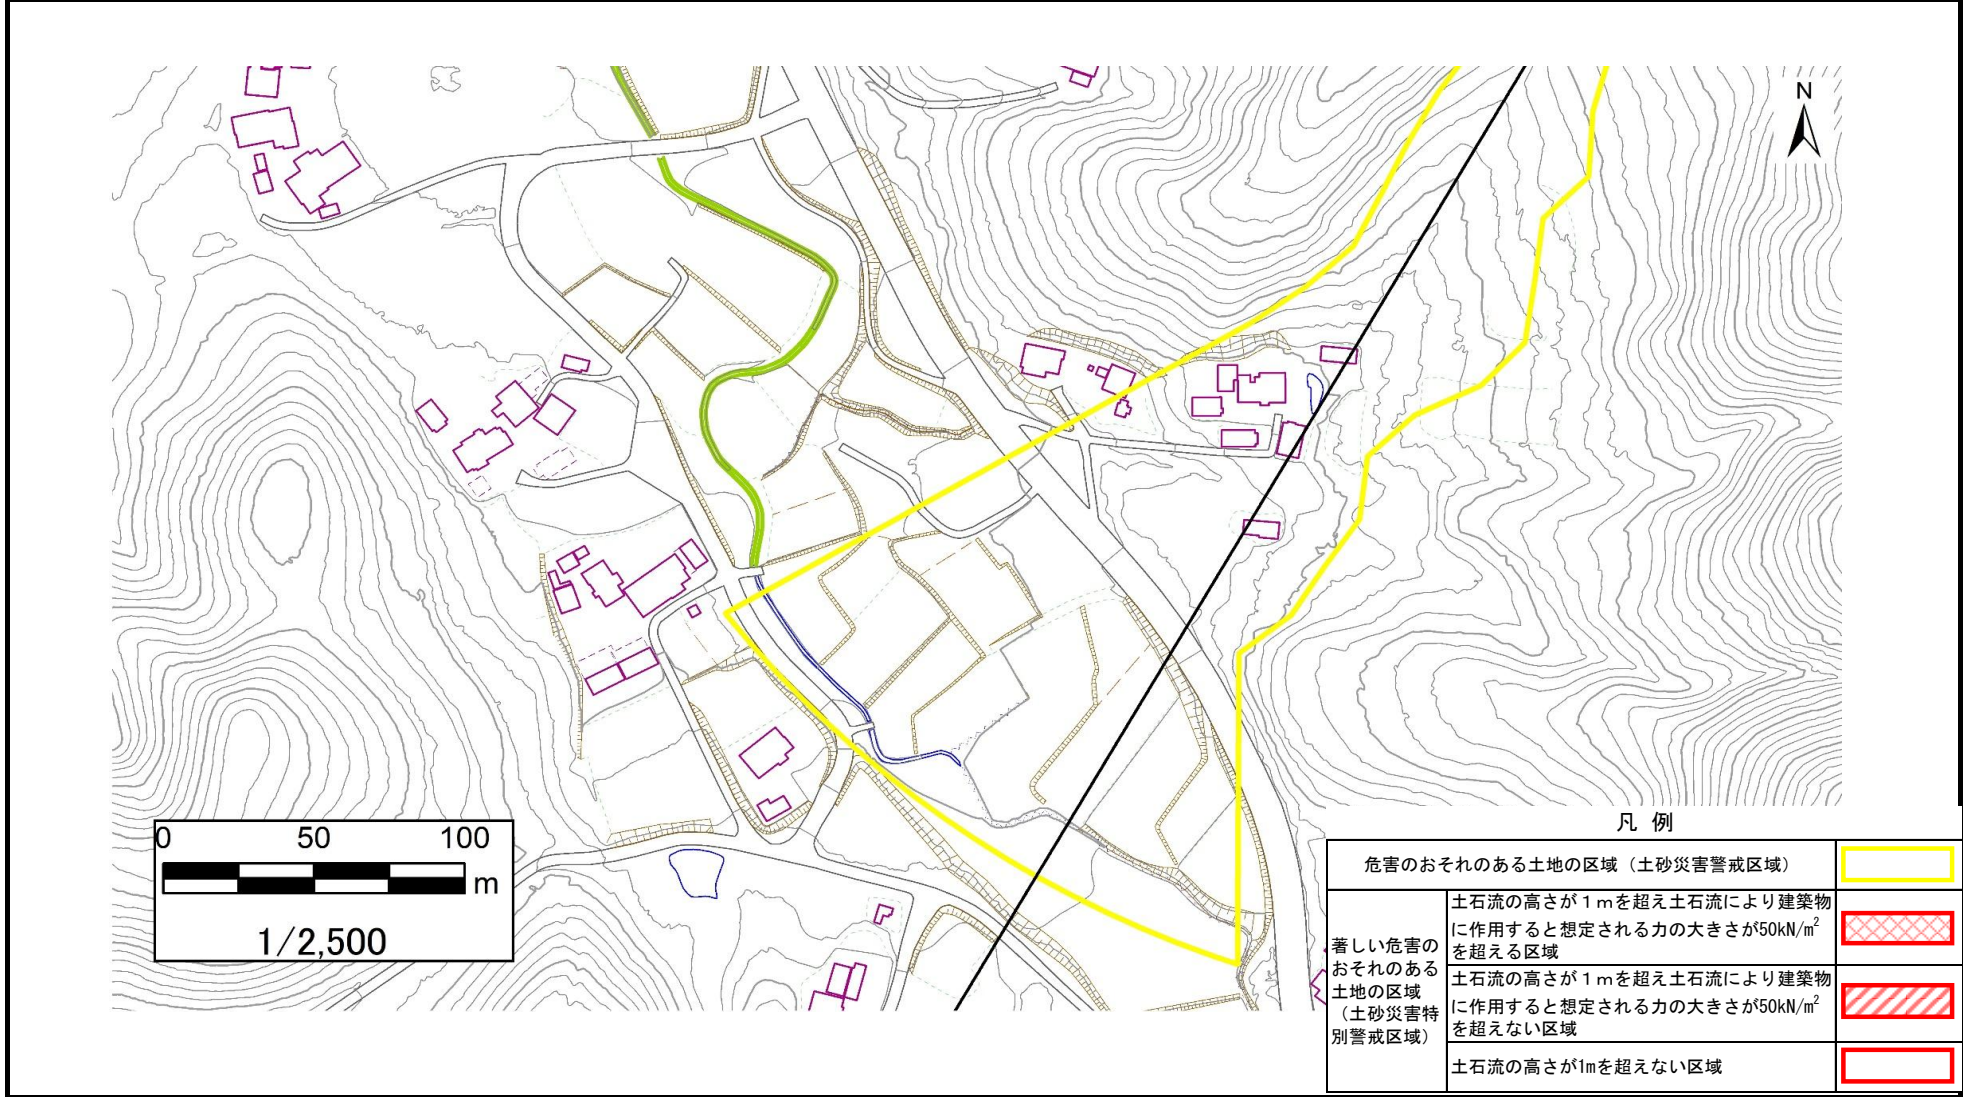 N
0 50 100
m
1/2,500
凡 例
危害のおそれのある土地の区域（土砂災害警戒区域）
著しい危害の
おそれのある
土地の区域
（土砂災害特
別警戒区域）
土石流の高さが１ｍを超え土石流により建築物
に作用すると想定される力の大きさが50kN/m²
を超える区域
土石流の高さが１ｍを超え土石流により建築物
に作用すると想定される力の大きさが50kN/m²
を超えない区域
土石流の高さが1mを超えない区域